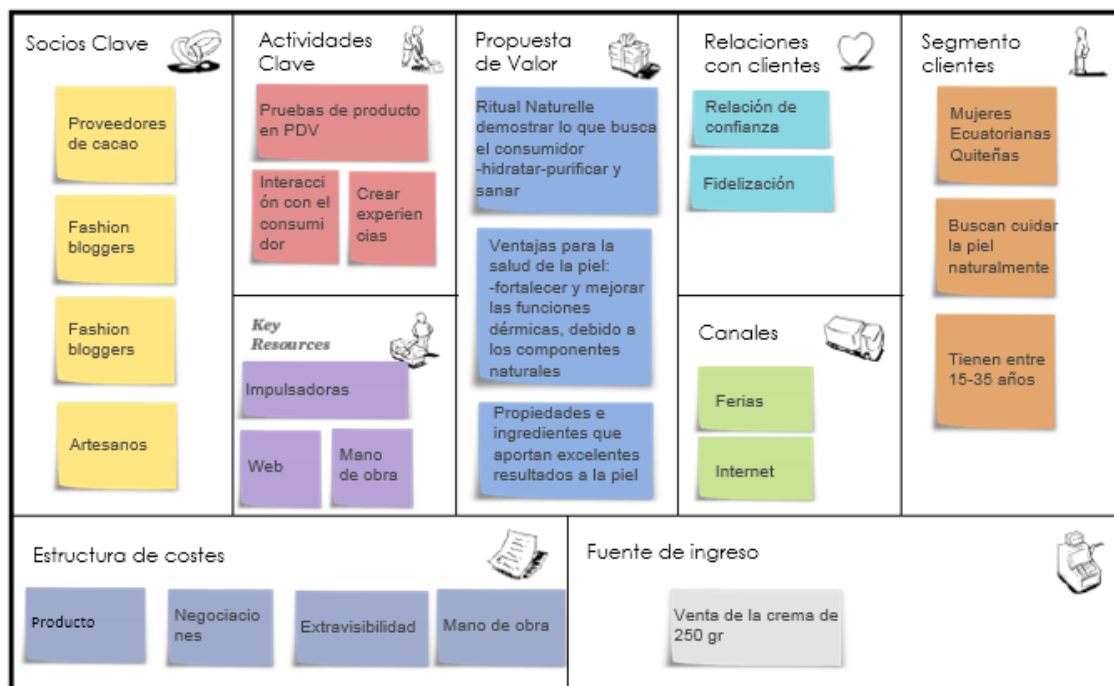 Socios Clave
Proveedores
de cacao
Fashion
bloggers
Fashion
bloggers
Artesanos
Actividades
Clave
Pruebas de producto
en PDV
Interac
ción con el
consumi
dor
Crear
experien
cias
Key
Resources
Impulsadoras
Web
Mano
de obra
Propuesta
de Valor
Ritual Naturelle
demostrar lo que busca
el consumidor
-hidratar-purificar y
sanar
Ventajas para la
salud de la piel:
-fortalecer y mejorar
las funciones
dérmicas, debido a
los componentes
naturales
Propiedades e
ingredientes que
aportan excelentes
resultados a la piel
Relaciones
con clientes
Relación de
confianza
Fidelización
Canales
Ferias
Internet
Segmento
clientes
Mujeres
Ecuatorianas
Quiteñas
Buscan cuidar
la piel
naturalmente
Tienen entre
15-35 años
Estructura de costes
Producto
Negociacio
nes
Extravisibilidad
Mano de obra
Fuente de ingreso
Venta de la crema de
250 gr